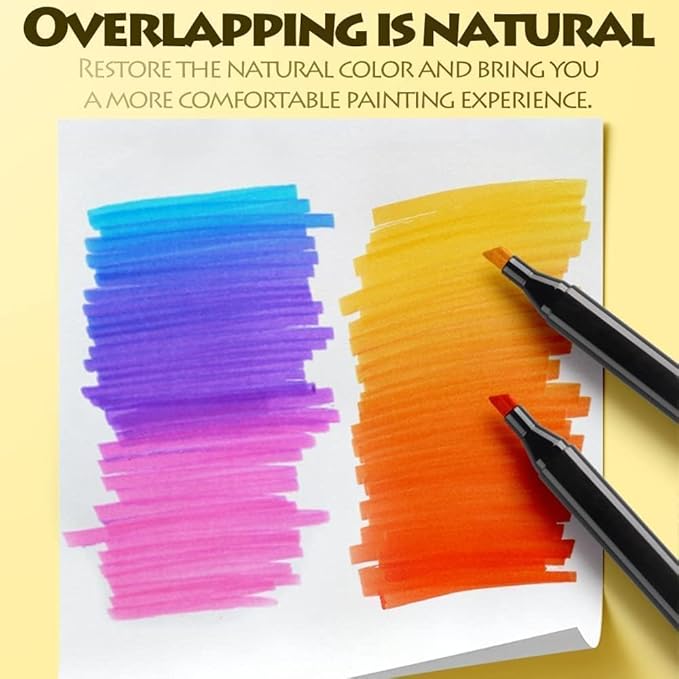 OVERLAPPING IS NATURAL
RESTORE THE NATURAL COLOR AND BRING YOU
A MORE COMFORTABLE PAINTING EXPERIENCE.